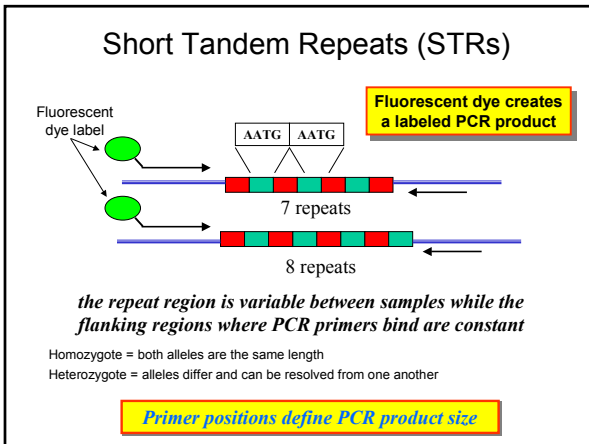 Short Tandem Repeats (STRs)
Fluorescent
dye label
Fluorescent dye creates
a labeled PCR product
AATG AATG
7 repeats
8 repeats
the repeat region is variable between samples while the
flanking regions where PCR primers bind are constant
Homozygote = both alleles are the same length
Heterozygote = alleles differ and can be resolved from one another
Primer positions define PCR product size